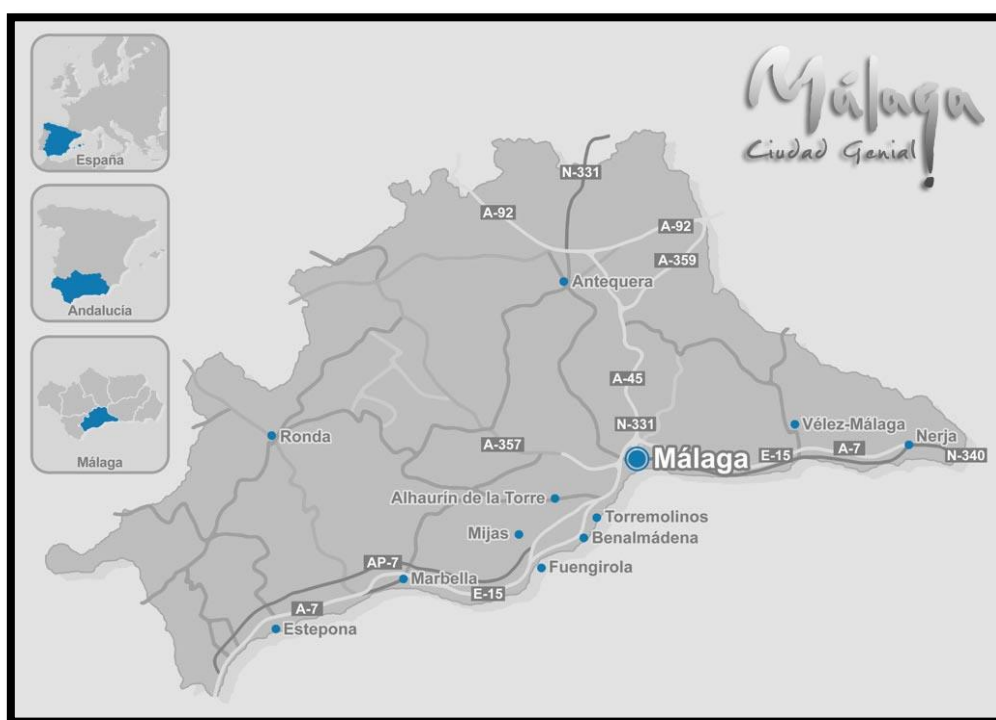 España
Andalucía
Málaga
Málaga
Ciudad Genial
N-331
A-92
A-92
A-359
Antequera
A-45
N-331
Vélez-Málaga
Ronda
A-357
Málaga
E-15
A-7
Nerja
N-340
Alhaurín de la Torre
Torremolinos
Mijas
Benalmádena
AP-7
Fuengirola
Marbella
E-15
A-7
Estepona